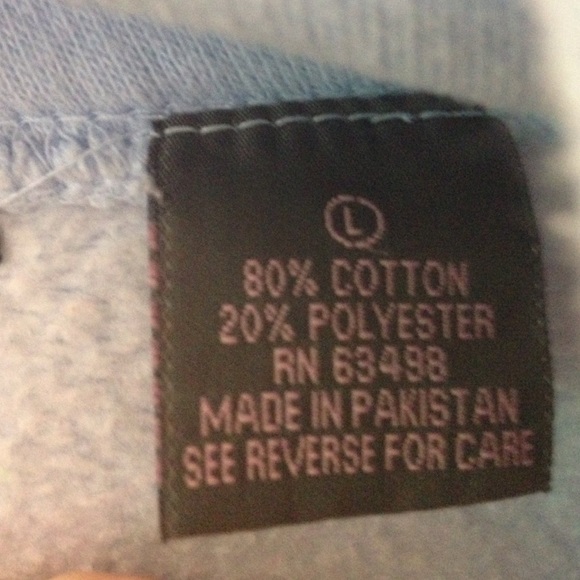 L
80% COTTON
20% POLYESTER
RN 63498
MADE IN PAKISTAN
SEE REVERSE FOR CARE